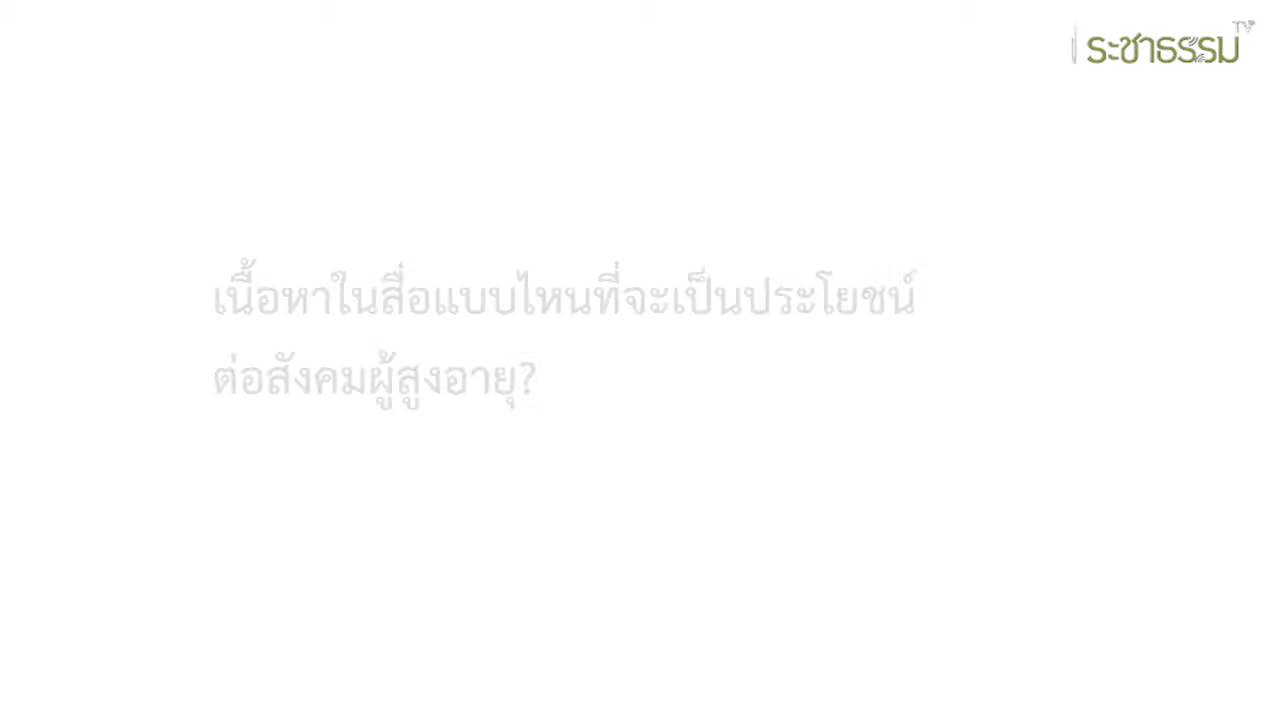 TV
ระชาธรรม
เนื้อหาในสื่อแบบไหนที่จะเป็นประโยชน์
ต่อสังคมผู้สูงอายุ?